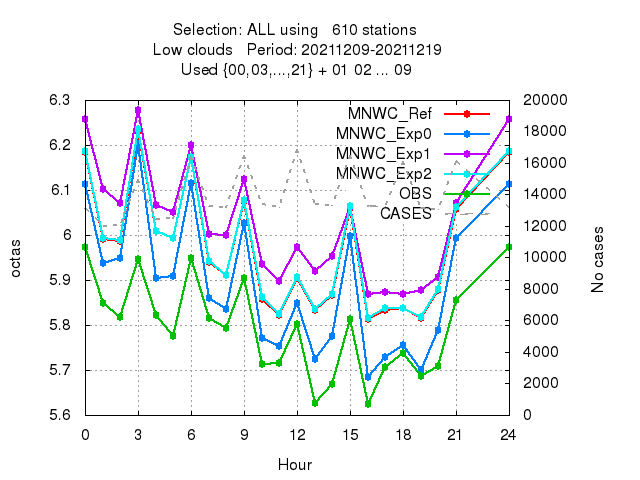 Selection: ALL using   610 stations
Low clouds   Period: 20211209-20211219
Used {00,03,...,21} + 01 02 ... 09
6.3
6.2
6.1
6
5.9
5.8
5.7
5.6
octas
MNWC_Ref
MNWC_Exp0
MNWC_Exp1
MNWC_Exp2
OBS
CASES
20000
18000
16000
14000
12000
10000
8000
6000
4000
2000
0
No cases
0 3 6 9 12 15 18 21 24
Hour